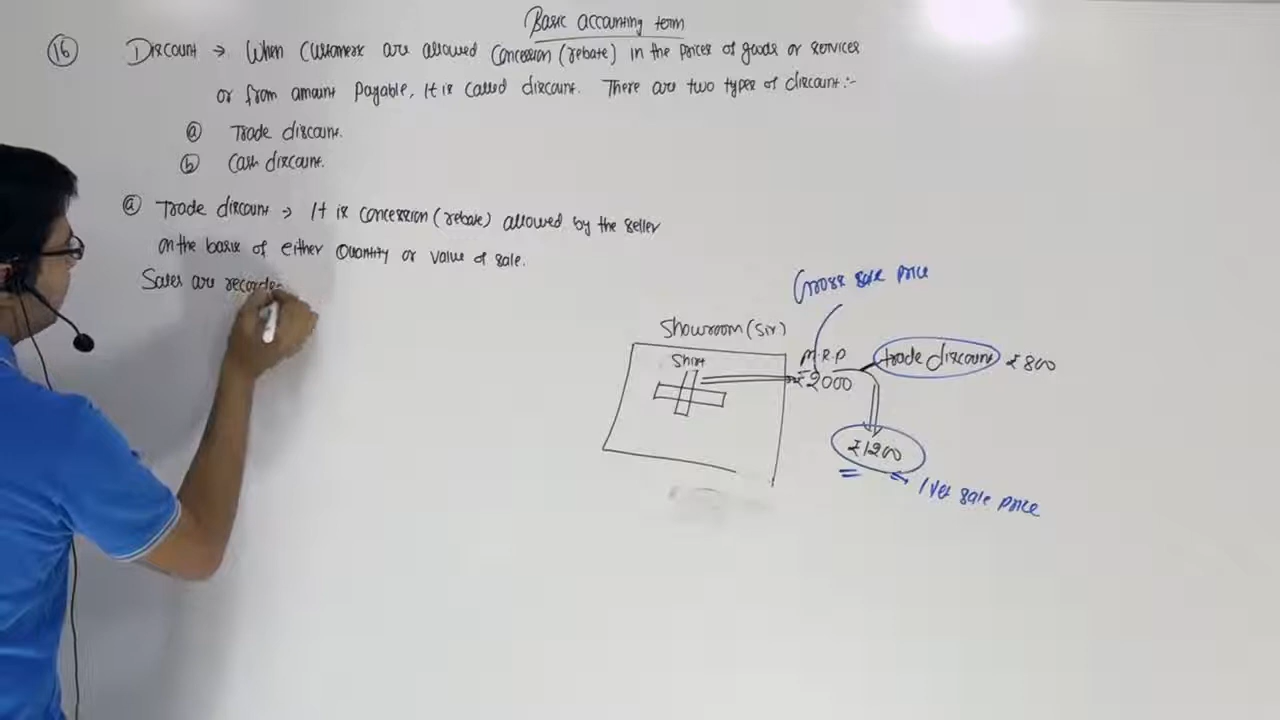 Basic accounting term
16 Discount → When customers are allowed concession (rebate) in the prices of goods or services
or from amount payable, It is called discount. There are two types of discount:-
a Trade discount.
b Cash discount.
a Trade discount → It is concession (rebate) allowed by the seller
on the basis of either Quantity or value of sale.
Sales are recorde
Gross sale price
Showroom (Sir)
Shirt
M.R.P
₹2000
trade discount ₹800
₹1200
Net sale price